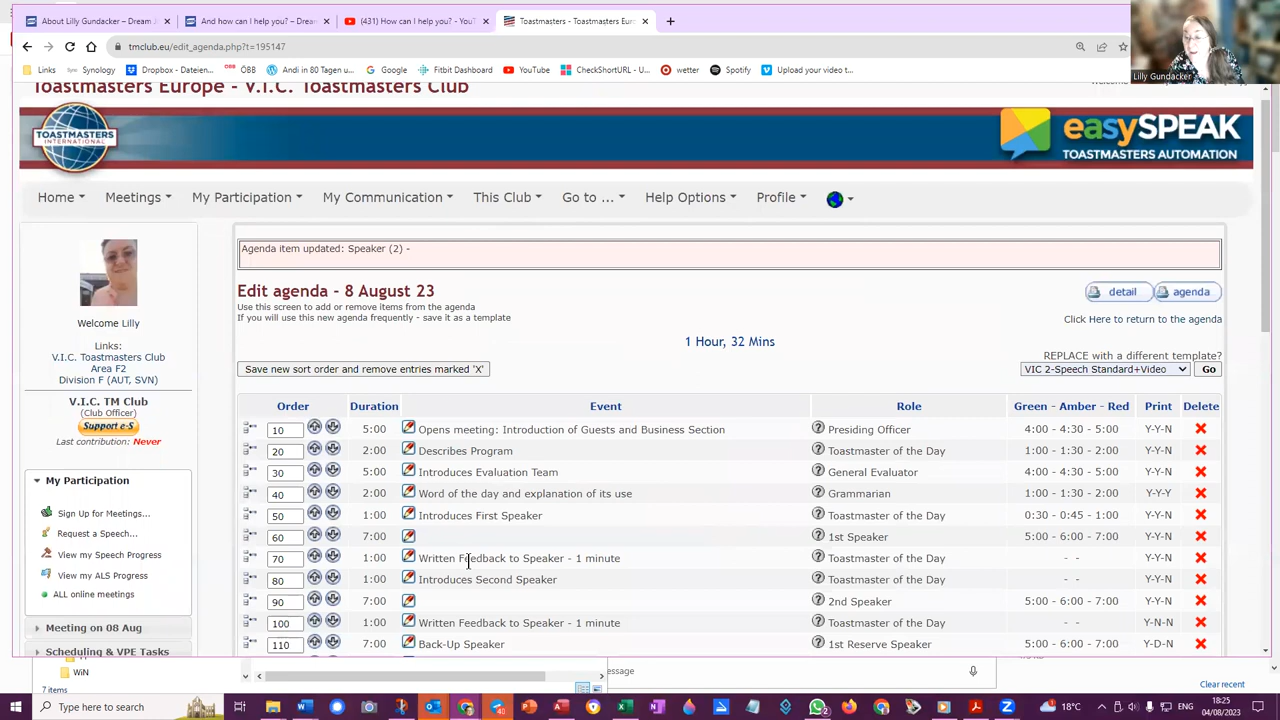 About Lilly Gundacker – Dream J
And how can I help you? – Drea
(431) How can I help you? - YouT
Toastmasters - Toastmasters Eur
tmclub.eu/edit_agenda.php?t=195147
Links
Synology
Dropbox - Dateien...
ÖBB
Andi in 80 Tagen u...
Google
Fitbit Dashboard
YouTube
CheckShortURL - U...
wetter
Spotify
Upload your video t...
Lilly Gundacker
Toastmasters Europe - V.I.C. Toastmasters Club
TOASTMASTERS
INTERNATIONAL
easySPEAK
TOASTMASTERS AUTOMATION
Home Meetings My Participation My Communication This Club Go to ... Help Options Profile
Agenda item updated: Speaker (2) -
Edit agenda - 8 August 23
Use this screen to add or remove items from the agenda
If you will use this new agenda frequently - save it as a template
detail agenda
Click Here to return to the agenda
1 Hour, 32 Mins
REPLACE with a different template?
Save new sort order and remove entries marked 'X'
VIC 2-Speech Standard+Video Go
Order Duration Event Role Green - Amber - Red Print Delete
10 5:00 Opens meeting: Introduction of Guests and Business Section Presiding Officer 4:00 - 4:30 - 5:00 Y-Y-N
20 2:00 Describes Program Toastmaster of the Day 1:00 - 1:30 - 2:00 Y-Y-N
30 5:00 Introduces Evaluation Team General Evaluator 4:00 - 4:30 - 5:00 Y-Y-N
40 2:00 Word of the day and explanation of its use Grammarian 1:00 - 1:30 - 2:00 Y-Y-Y
50 1:00 Introduces First Speaker Toastmaster of the Day 0:30 - 0:45 - 1:00 Y-Y-N
60 7:00 1st Speaker 5:00 - 6:00 - 7:00 Y-Y-N
70 1:00 Written Feedback to Speaker - 1 minute Toastmaster of the Day - - Y-Y-N
80 1:00 Introduces Second Speaker Toastmaster of the Day - - Y-Y-N
90 7:00 2nd Speaker 5:00 - 6:00 - 7:00 Y-Y-N
100 1:00 Written Feedback to Speaker - 1 minute Toastmaster of the Day - - Y-N-N
110 7:00 Back-Up Speaker 1st Reserve Speaker 5:00 - 6:00 - 7:00 Y-D-N
Welcome Lilly
Links:
V.I.C. Toastmasters Club
Area F2
Division F (AUT, SVN)
V.I.C. TM Club
(Club Officer)
Support e-S
Last contribution: Never
My Participation
Sign Up for Meetings...
Request a Speech...
View my Speech Progress
View my ALS Progress
ALL online meetings
Meeting on 08 Aug
Scheduling & VPE Tasks
WiN
7 items
essage
Clear recent
Type here to search
18°C
18:25
04/08/2023